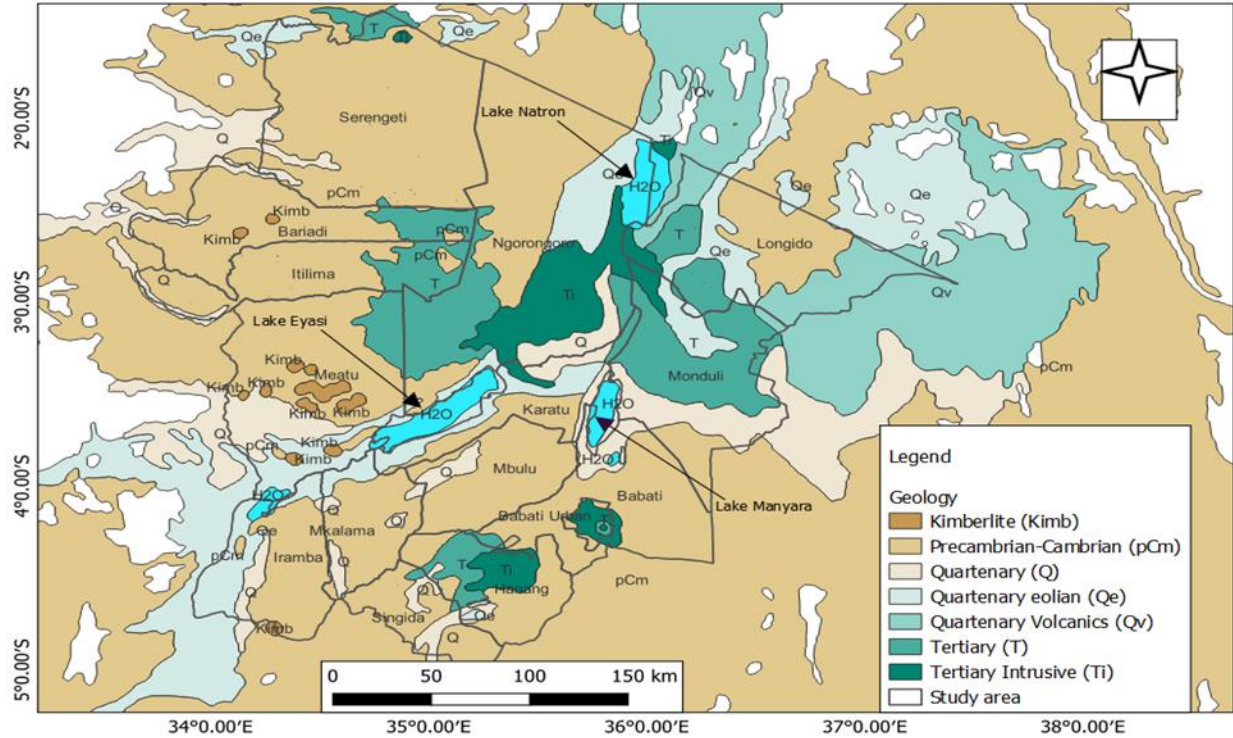 Qe
T
Ti
Qe
2°0.00'S
3°0.00'S
4°0.00'S
5°0.00'S
Serengeti
Lake Natron
Qv
Ti
Qe
H2O
Q
pCm
Q
Kimb
Kimb
Bariadi
pCm
pCm
Ngorongoro
T
Qe
Longido
Qe
Qe
Itilima
Q
T
Ti
Qv
Lake Eyasi
Q
T
Monduli
pCm
Kimb
Meatu
Kimb
Kimb
Kimb
Kimb
H2O
Karatu
H2O
Q
pCm
Kimb
Kimb
Q
Mbulu
H2O
H2O
Babati
Lake Manyara
Q
Mkalama
Q
Babati Urban
T
Qe
pCm
Iramba
Q
T
Ti
Hanang
pCm
Q
Q
Singida
Qe
Kimb
Q
Legend
Geology
Kimberlite (Kimb)
Precambrian-Cambrian (pCm)
Quartenary (Q)
Quartenary eolian (Qe)
Quartenary Volcanics (Qv)
Tertiary (T)
Tertiary Intrusive (Ti)
Study area
0 50 100 150 km
34°0.00'E 35°0.00'E 36°0.00'E 37°0.00'E 38°0.00'E